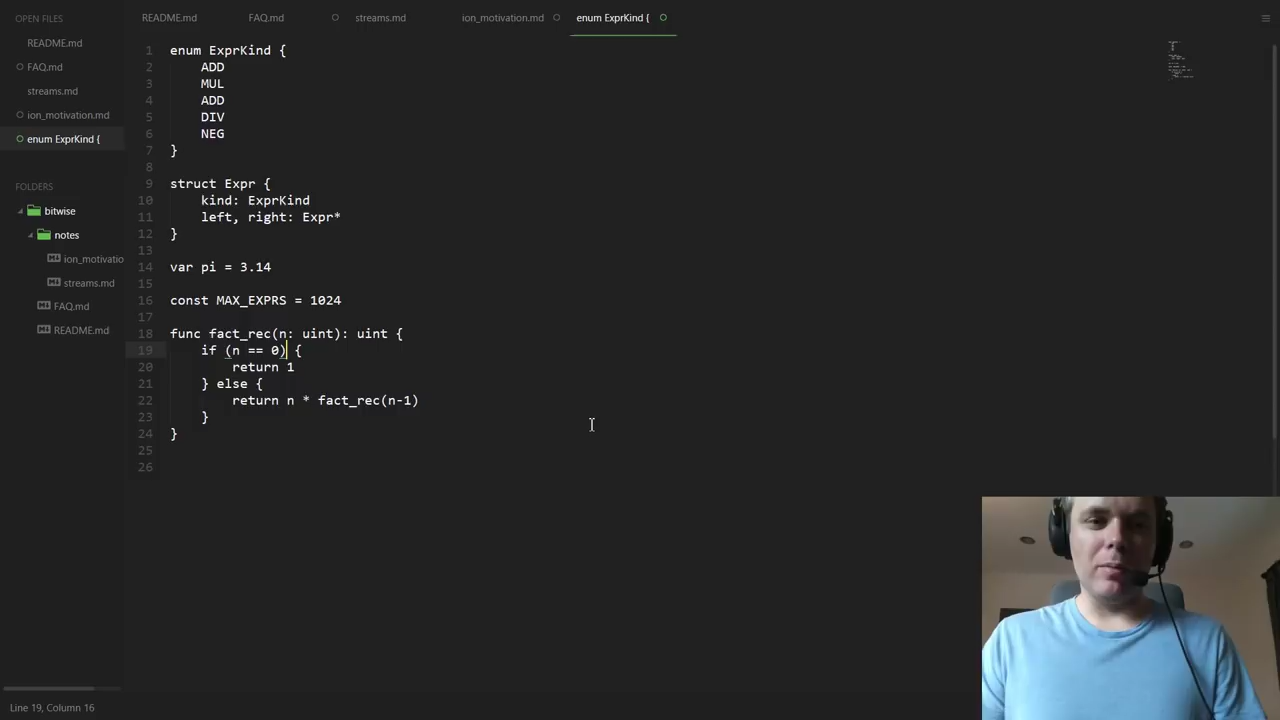 OPEN FILES
README.md
FAQ.md
streams.md
ion_motivation.md
enum ExprKind {
FOLDERS
bitwise
notes
ion_motivatio
streams.md
FAQ.md
README.md
README.md
FAQ.md
streams.md
ion_motivation.md
enum ExprKind {
1 enum ExprKind {
2 ADD
3 MUL
4 ADD
5 DIV
6 NEG
7 }
8
9 struct Expr {
10 kind: ExprKind
11 left, right: Expr*
12 }
13
14 var pi = 3.14
15
16 const MAX_EXPRS = 1024
17
18 func fact_rec(n: uint): uint {
19 if (n == 0) {
20 return 1
21 } else {
22 return n * fact_rec(n-1)
23 }
24 }
25
26
Line 19, Column 16